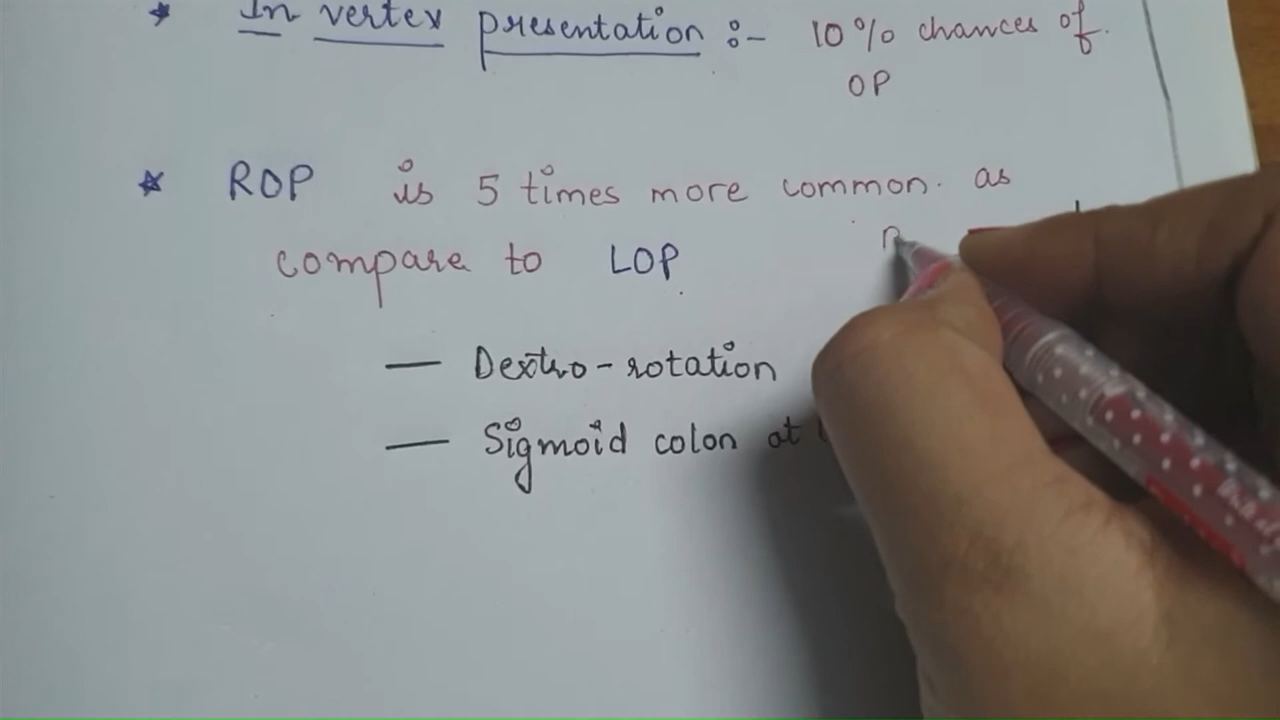 * In vertex presentation :- 10% chances of
OP
* ROP is 5 times more common. as
compare to LOP
— Dextro-rotation
— Sigmoid colon at